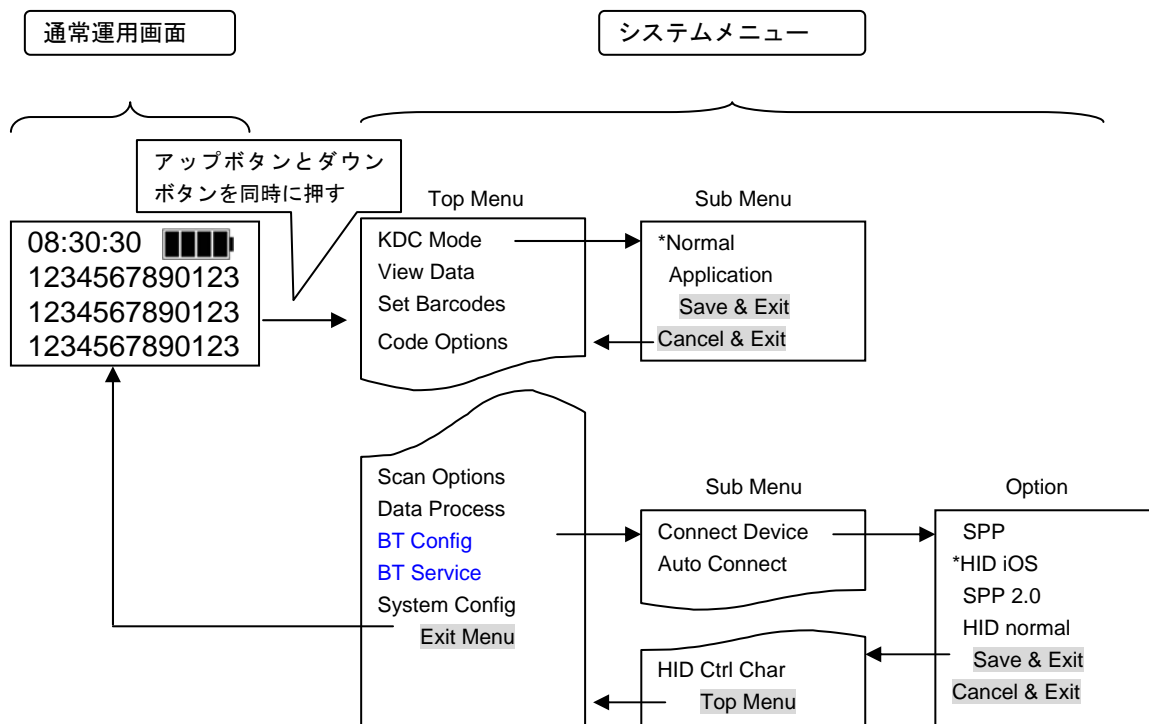 通常運用画面
システムメニュー
アップボタンとダウン
ボタンを同時に押す
08:30:30
1234567890123
1234567890123
1234567890123
Top Menu
KDC Mode
View Data
Set Barcodes
Code Options
Sub Menu
*Normal
Application
Save & Exit
Cancel & Exit
Scan Options
Data Process
BT Config
BT Service
System Config
Exit Menu
Sub Menu
Connect Device
Auto Connect
HID Ctrl Char
Top Menu
Option
SPP
*HID iOS
SPP 2.0
HID normal
Save & Exit
Cancel & Exit